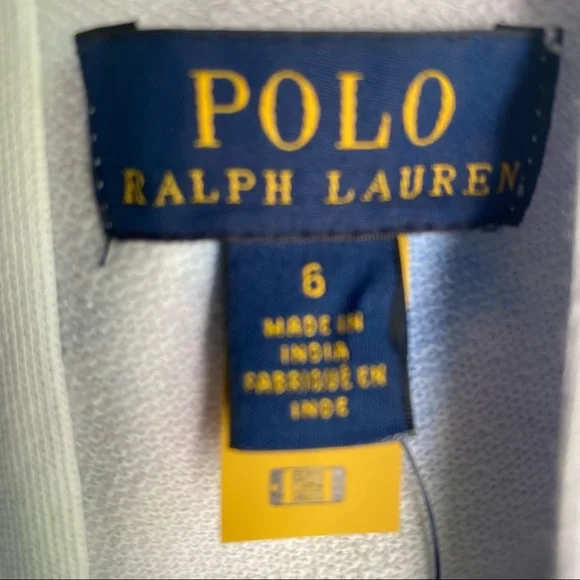 POLO
RALPH LAUREN
6
MADE IN
INDIA
FABRIQUÉ EN
INDE